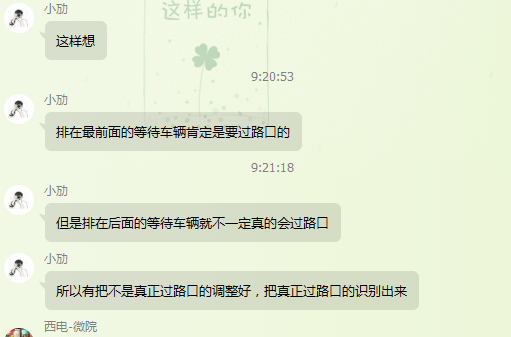 这样的你
小劢
这样想
9:20:53
小劢
排在最前面的等待车辆肯定是要过路口的
9:21:18
小劢
但是排在后面的等待车辆就不一定真的会过路口
小劢
所以有把不是真正过路口的调整好，把真正过路口的识别出来
西电-微院